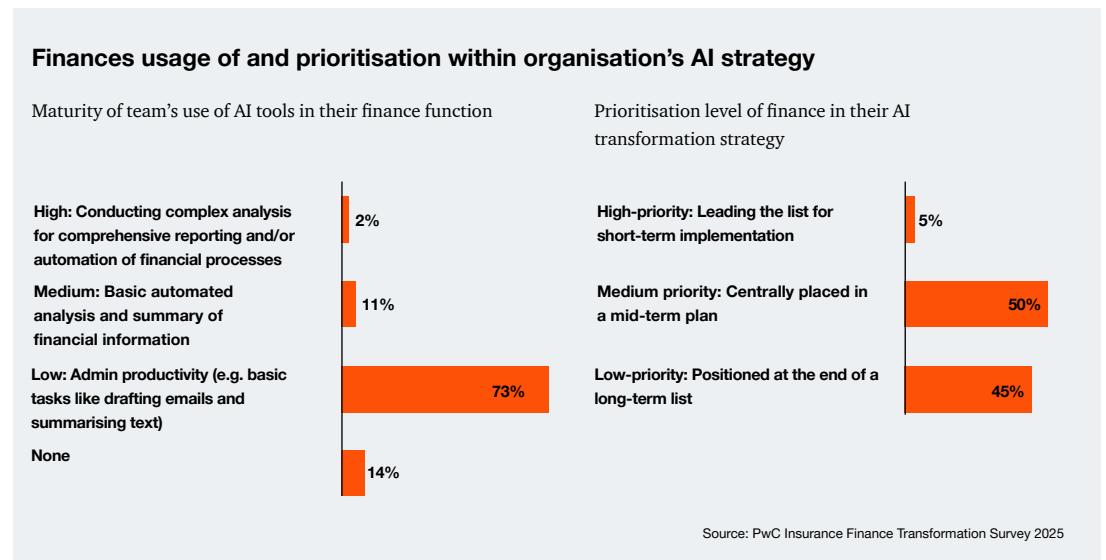 Finances usage of and prioritisation within organisation's AI strategy
Maturity of team's use of AI tools in their finance function
High: Conducting complex analysis
for comprehensive reporting and/or
automation of financial processes
2%
Medium: Basic automated
analysis and summary of
financial information
11%
Low: Admin productivity (e.g. basic
tasks like drafting emails and
summarising text)
73%
None
14%
Prioritisation level of finance in their AI
transformation strategy
High-priority: Leading the list for
short-term implementation
5%
Medium priority: Centrally placed in
a mid-term plan
50%
Low-priority: Positioned at the end of a
long-term list
45%
Source: PwC Insurance Finance Transformation Survey 2025